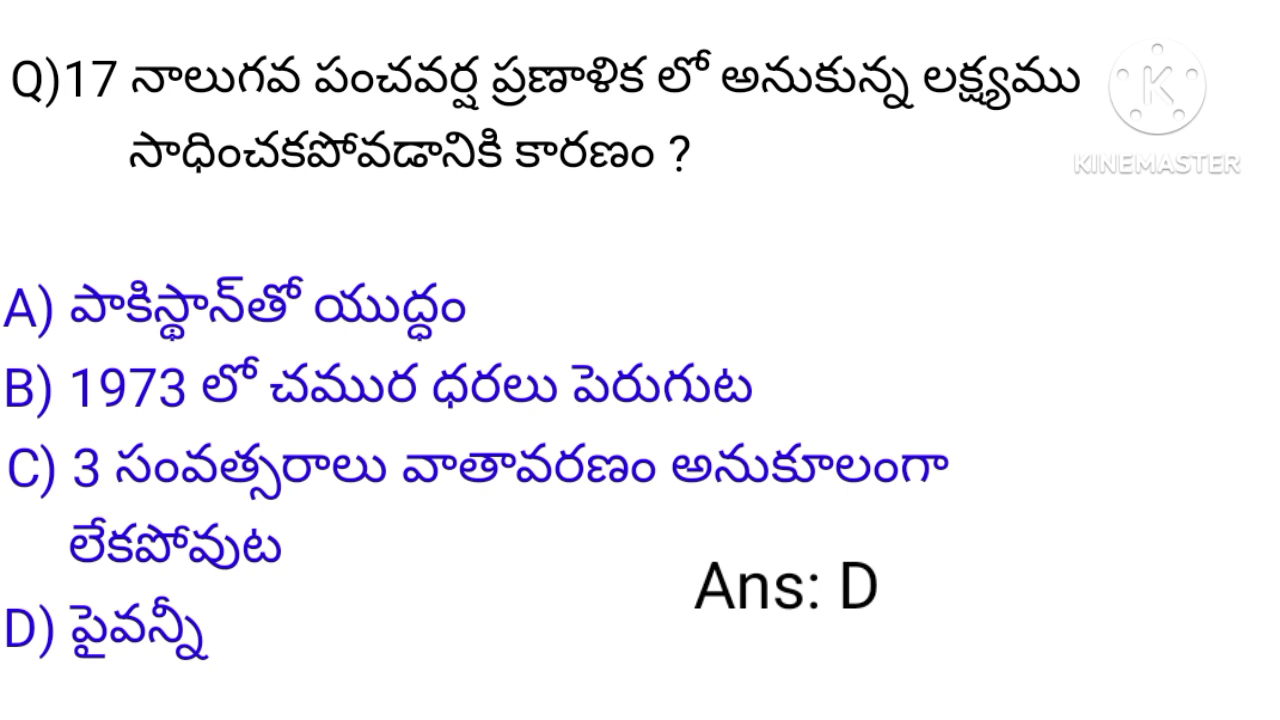 Q)17 నాలుగవ పంచవర్ష ప్రణాళిక లో అనుకున్న లక్ష్యము
సాధించకపోవడానికి కారణం ?
KINEMASTER
A) పాకిస్థాన్‌తో యుద్ధం
B) 1973 లో చముర ధరలు పెరుగుట
C) 3 సంవత్సరాలు వాతావరణం అనుకూలంగా
లేకపోవుట
D) పైవన్నీ
Ans: D